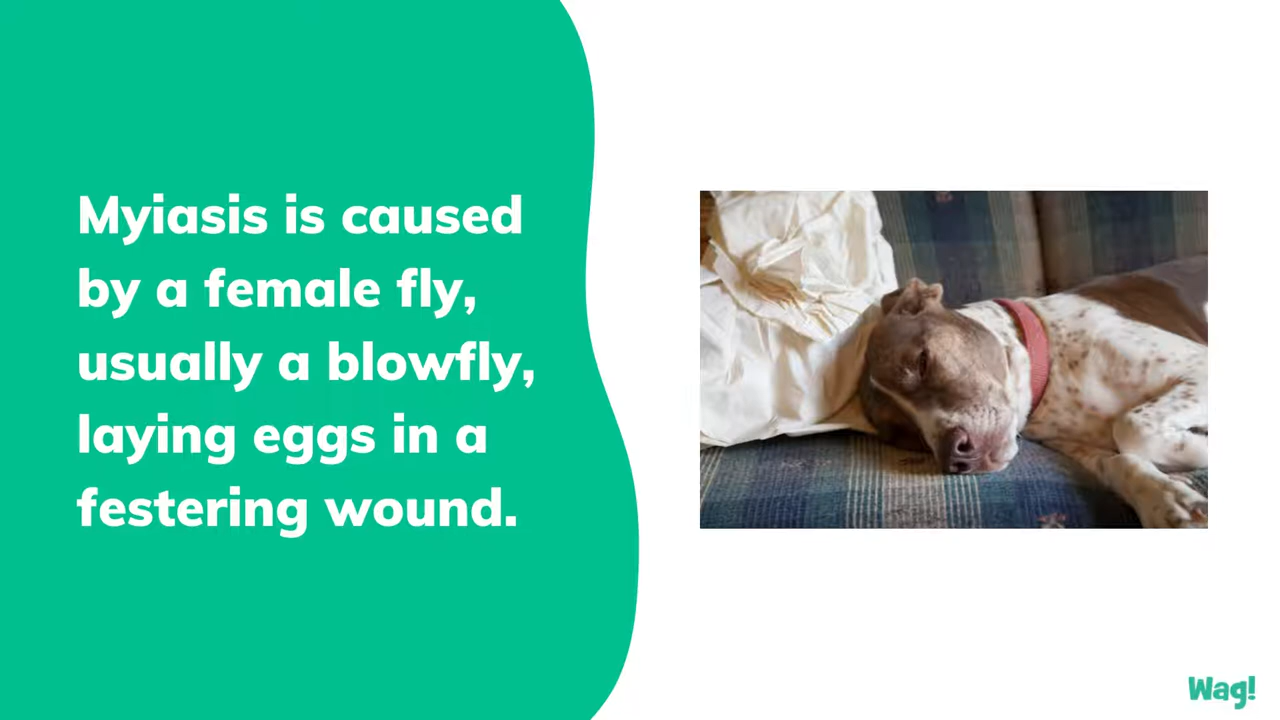 Myiasis is caused
by a female fly,
usually a blowfly,
laying eggs in a
festering wound.
Wag!